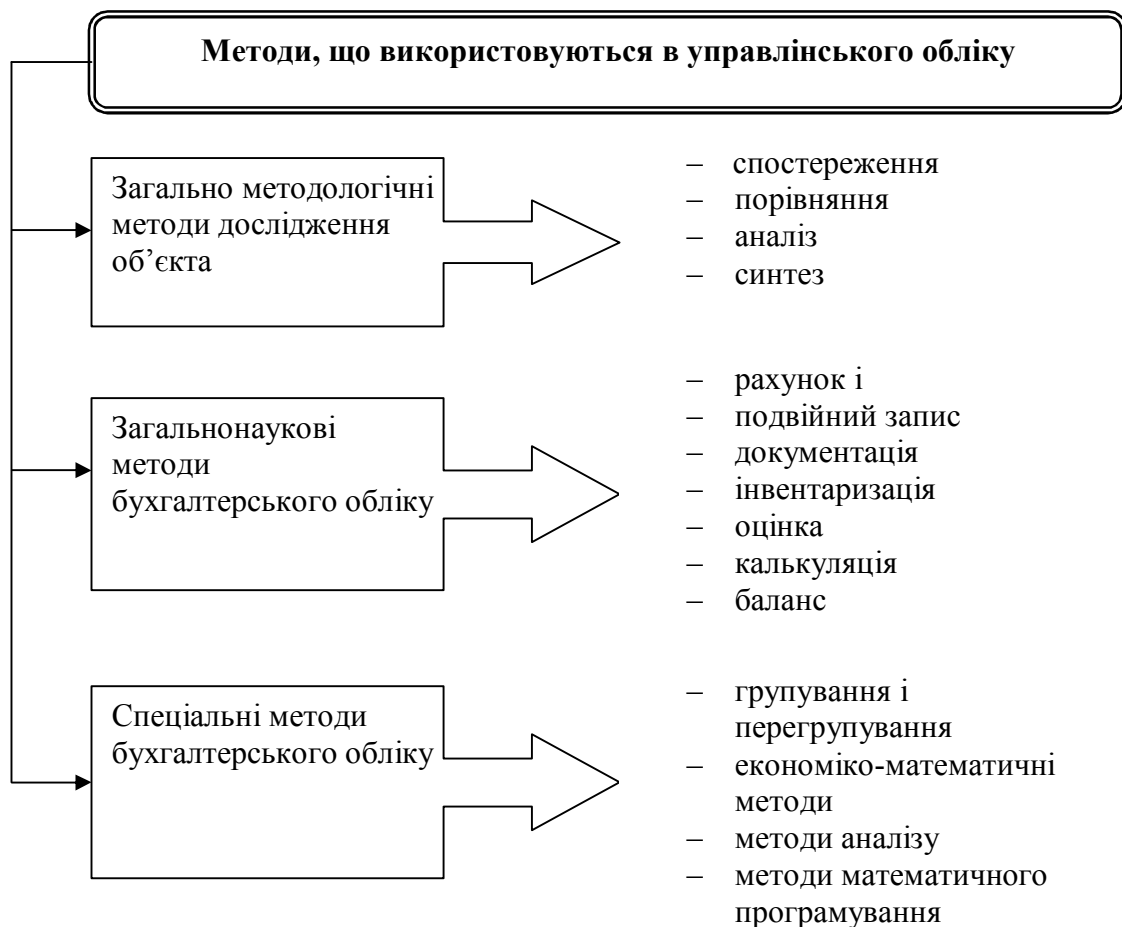 Методи, що використовуються в управлінського обліку
Загально методологічні
методи дослідження
об’єкта
– спостереження
– порівняння
– аналіз
– синтез
Загальнонаукові
методи
бухгалтерського обліку
– рахунок і
– подвійний запис
– документація
– інвентаризація
– оцінка
– калькуляція
– баланс
Спеціальні методи
бухгалтерського обліку
– групування і
перегрупування
– економіко-математичні
методи
– методи аналізу
– методи математичного
програмування